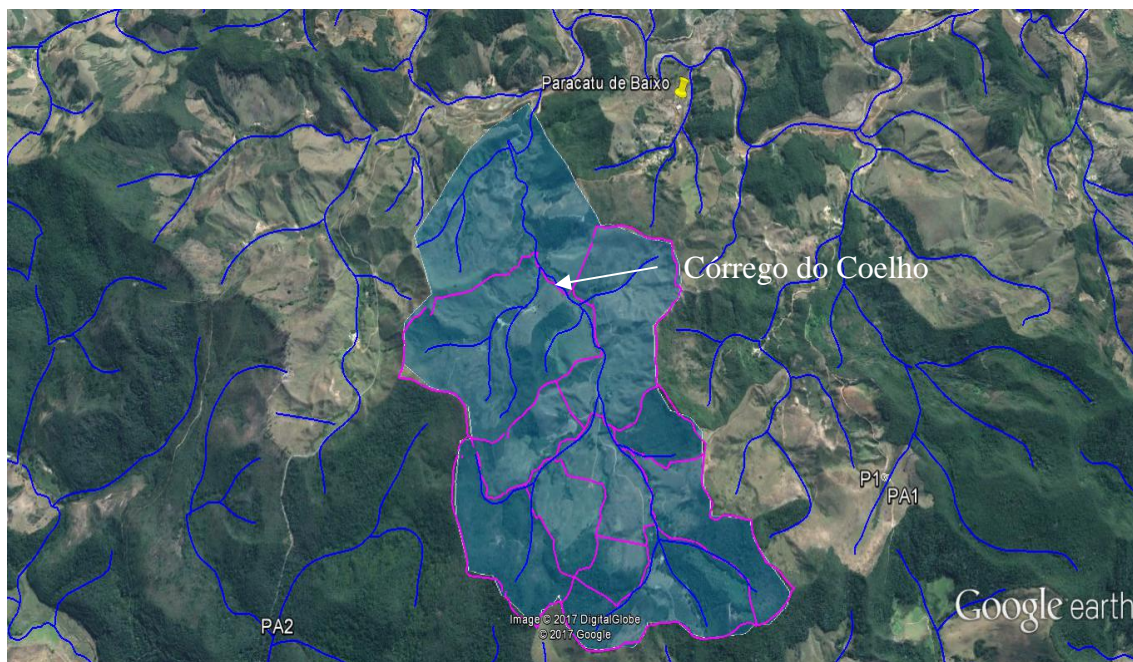 Paracatu de Baixo
Córrego do Coelho
P1
PA1
PA2
Image © 2017 DigitalGlobe
© 2017 Google
Google earth